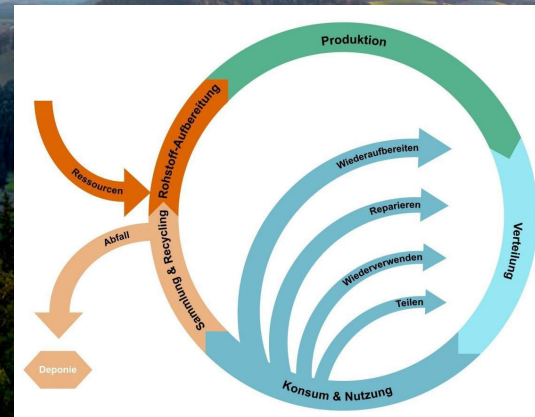 Produktion
Rohstoff-Aufbereitung
Ressourcen
Wiederaufbereiten
Reparieren
Verteilung
Abfall
Sammlung & Recycling
Wiederverwenden
Teilen
Deponie
Konsum & Nutzung